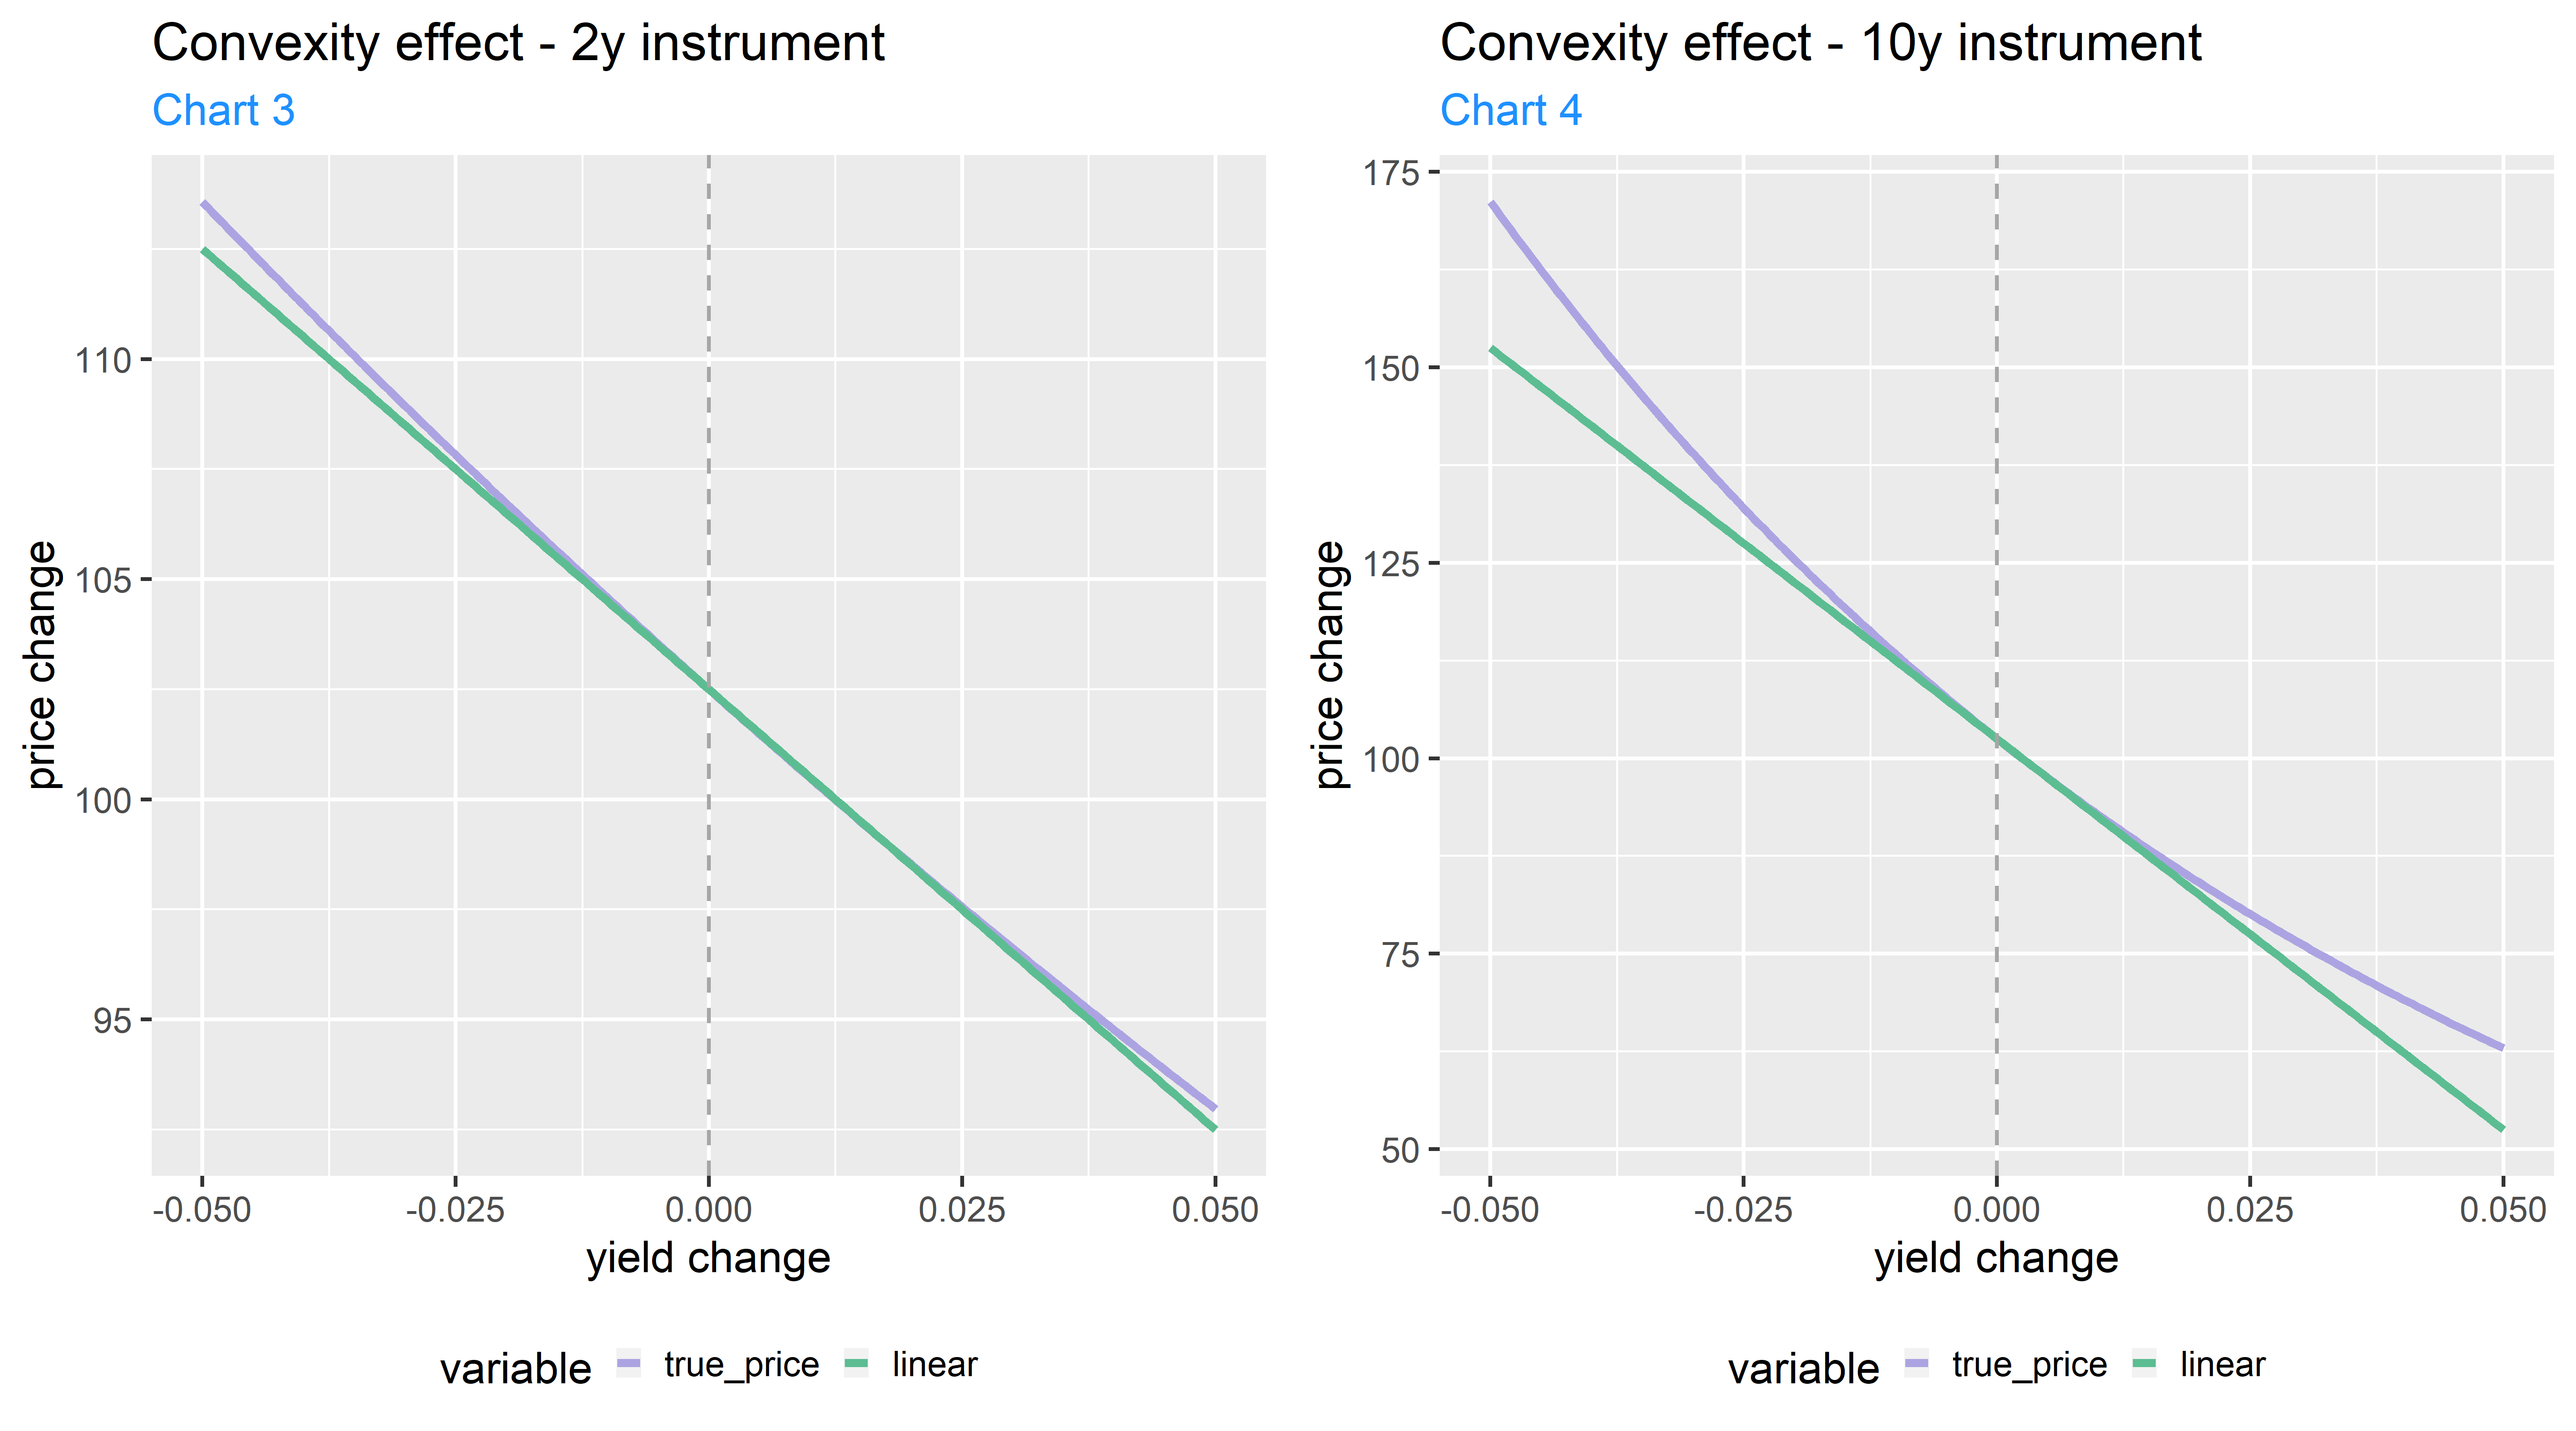 Convexity effect - 2y instrument
Chart 3
price change
110
105
100
95
-0.050 -0.025 0.000 0.025 0.050
yield change
variable true_price linear
Convexity effect - 10y instrument
Chart 4
price change
175
150
125
100
75
50
-0.050 -0.025 0.000 0.025 0.050
yield change
variable true_price linear